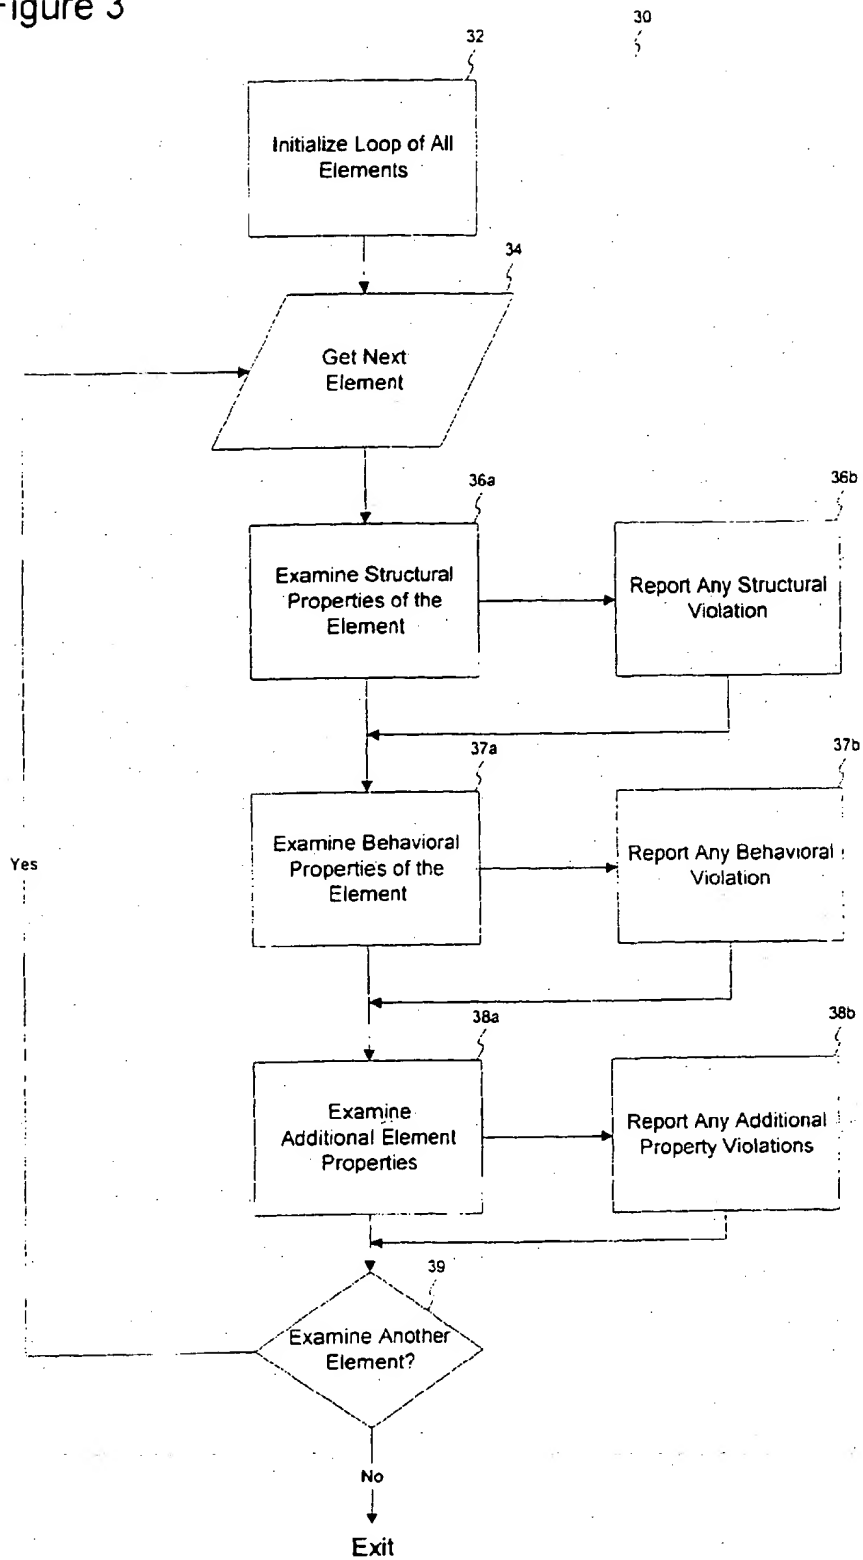 Figure 3
30
32
Initialize Loop of All
Elements
34
Get Next
Element
36a
36b
Examine Structural
Properties of the
Element
Report Any Structural
Violation
37a
37b
Examine Behavioral
Properties of the
Element
Report Any Behavioral
Violation
Yes
38a
38b
Examine
Additional Element
Properties
Report Any Additional
Property Violations
39
Examine Another
Element?
No
Exit